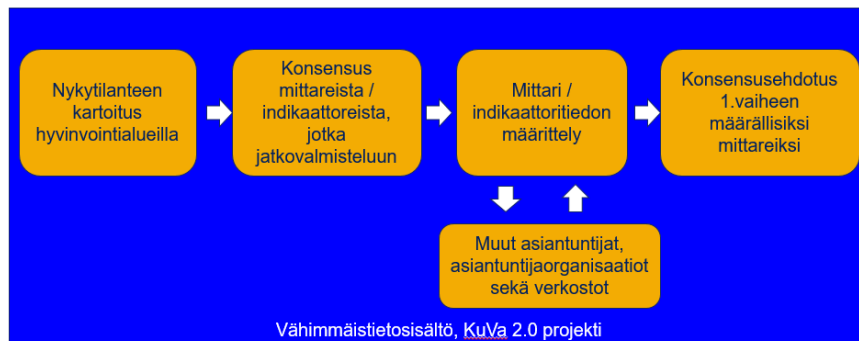 Nykytilanteen
kartoitus
hyvinvointialueilla
Konsensus
mittareista /
indikaattoreista,
jotka
jatkovalmisteluun
Mittari /
indikaattoritiedon
määrittely
Konsensusehdotus
1.vaiheen
määrällisiksi
mittareiksi
Muut asiantuntijat,
asiantuntijaorganisaatiot
sekä verkostot
Vähimmäistietosisältö, KuVa 2.0 projekti